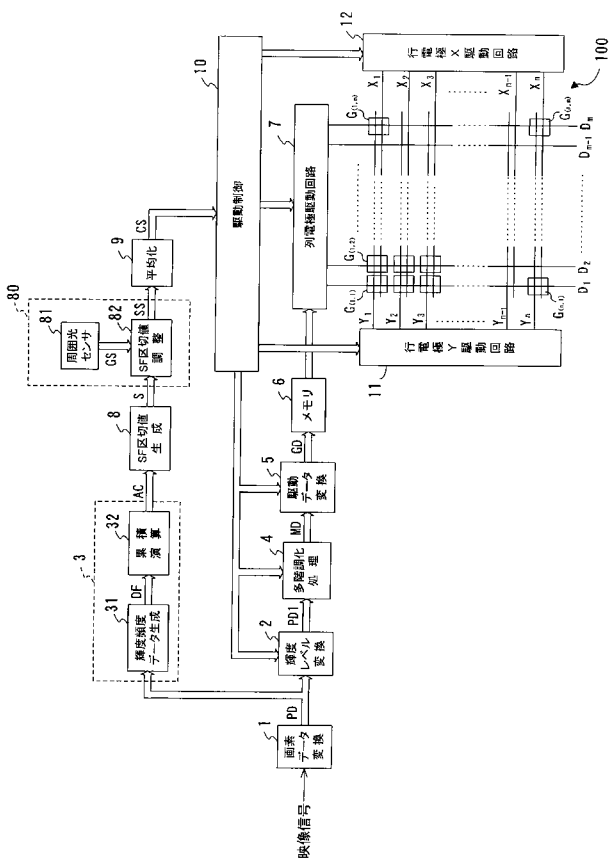 映像信号
1
画素
データ
変換
PD
3
31
輝度頻度
データ生成
DF
32
累積
演算
AC
8
SF区切値
生成
S
80
81
周囲光
センサ
GS
82
SF区切値
調整
SS
9
平均化
CS
2
輝度
レベル
変換
PD1
4
多階調化
処理
MD
5
駆動
データ
変換
GD
6
メモリ
10
駆動制御
7
列電極駆動回路
11
行電極Y駆動回路
12
行電極X駆動回路
Y1
Y2
Y3
Yn-1
Yn
X1
X2
X3
Xn-1
Xn
G(1,1)
G(1,2)
G(1,m)
G(n,1)
G(n,m)
D1
D2
Dm-1
Dm
100